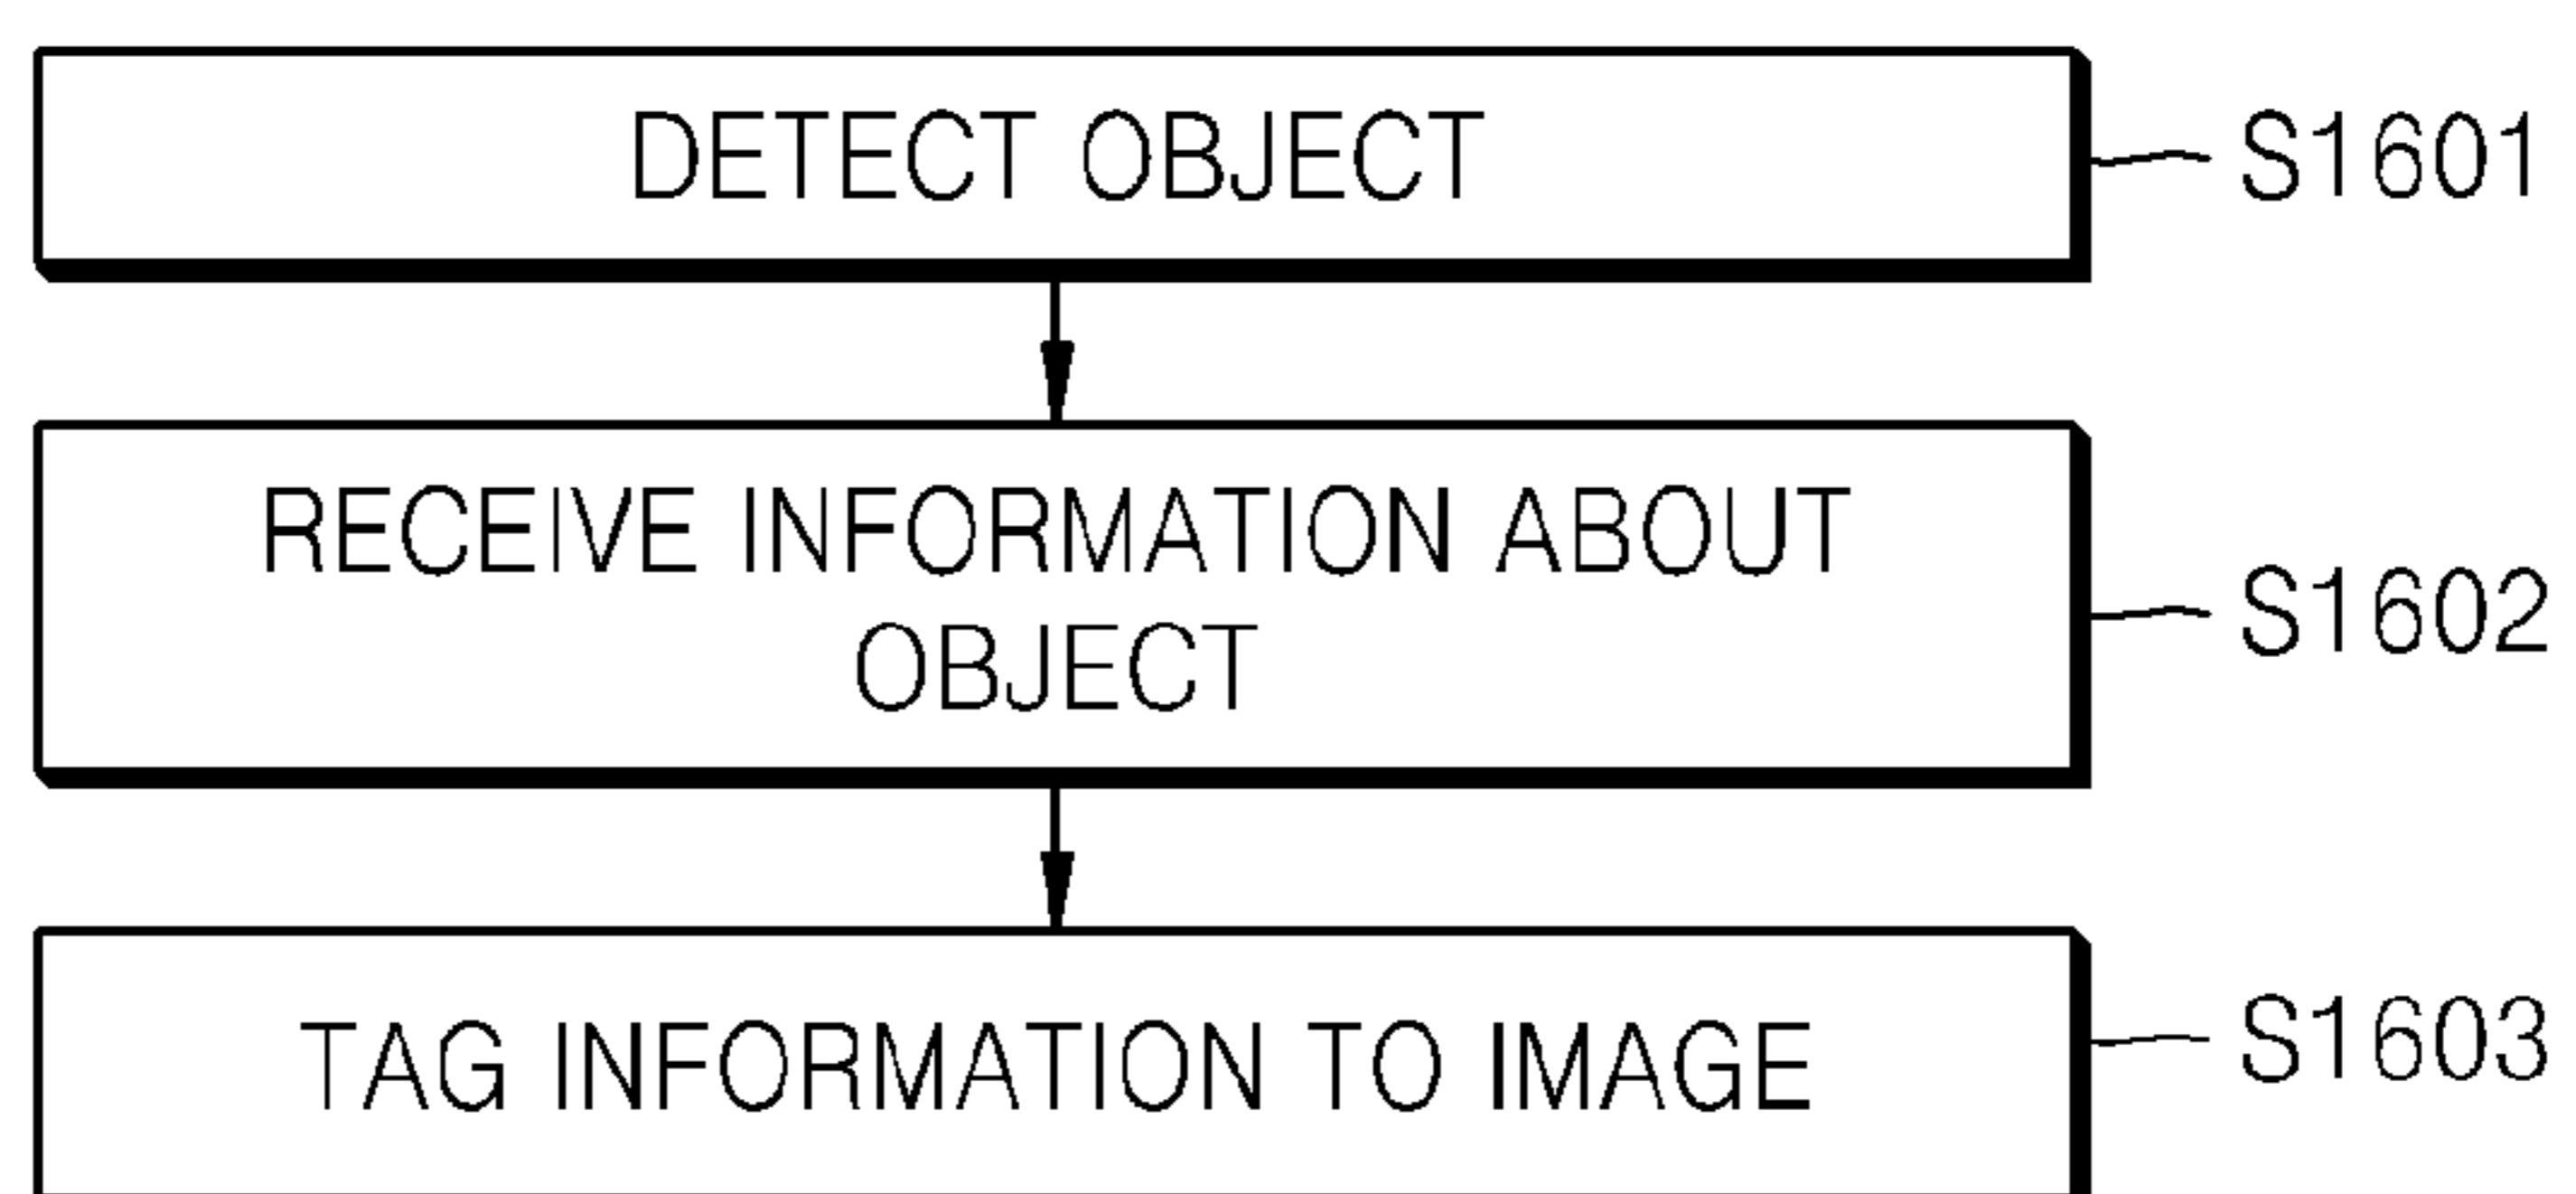 DETECT OBJECT
S1601
RECEIVE INFORMATION ABOUT
OBJECT
S1602
TAG INFORMATION TO IMAGE
S1603